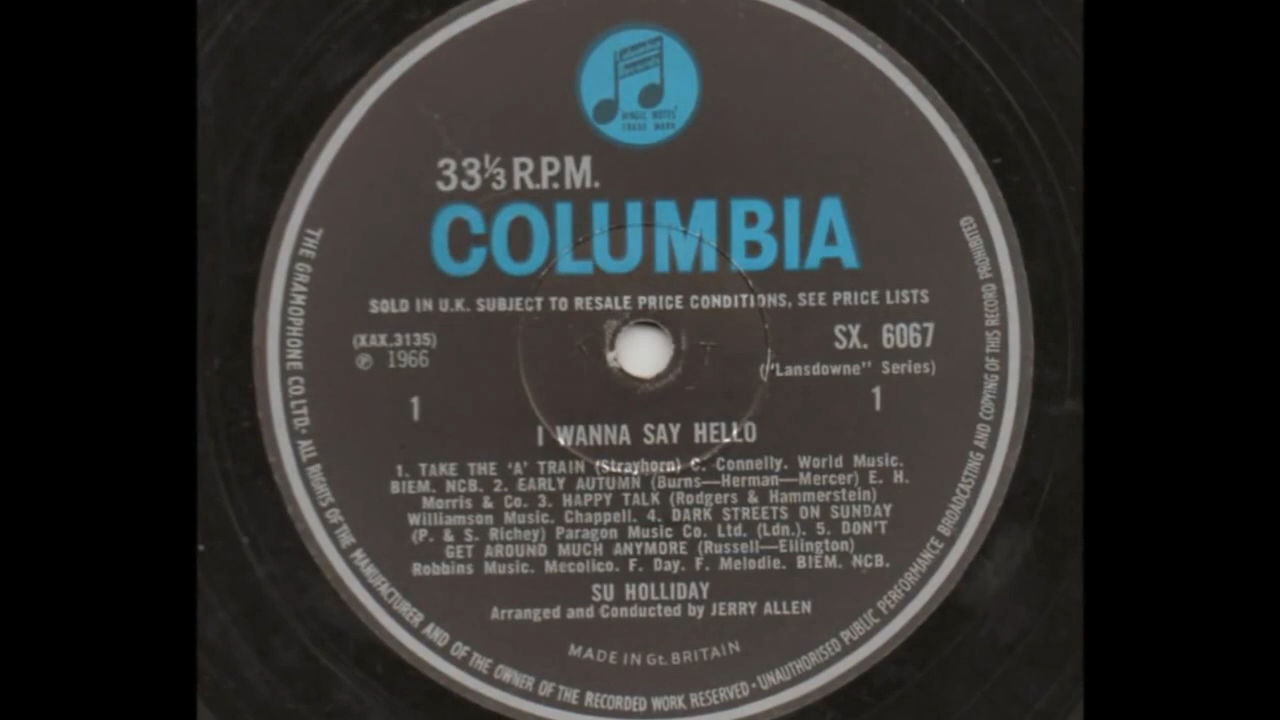 Columbia
Records
MAGIC NOTES
TRADE MARK
33⅓ R.P.M.
COLUMBIA
SOLD IN U.K. SUBJECT TO RESALE PRICE CONDITIONS, SEE PRICE LISTS
(XAX.3135)
℗ 1966
SX. 6067
("Lansdowne" Series)
1
1
I WANNA SAY HELLO
1. TAKE THE 'A' TRAIN (Strayhorn) C. Connelly. World Music.
BIEM. NCB. 2. EARLY AUTUMN (Burns—Herman—Mercer) E. H.
Morris & Co. 3. HAPPY TALK (Rodgers & Hammerstein)
Williamson Music. Chappell. 4. DARK STREETS ON SUNDAY
(P. & S. Richey) Paragon Music Co. Ltd. (Ldn.). 5. DON'T
GET AROUND MUCH ANYMORE (Russell—Ellington)
Robbins Music. Mecolico. F. Day. F. Melodie. BIEM. NCB.
SU HOLLIDAY
Arranged and Conducted by JERRY ALLEN
MADE IN Gt. BRITAIN
THE GRAMOPHONE CO. LTD. · ALL RIGHTS OF THE MANUFACTURER AND OF THE OWNER OF THE RECORDED WORK RESERVED · UNAUTHORISED PUBLIC PERFORMANCE BROADCASTING AND COPYING OF THIS RECORD PROHIBITED